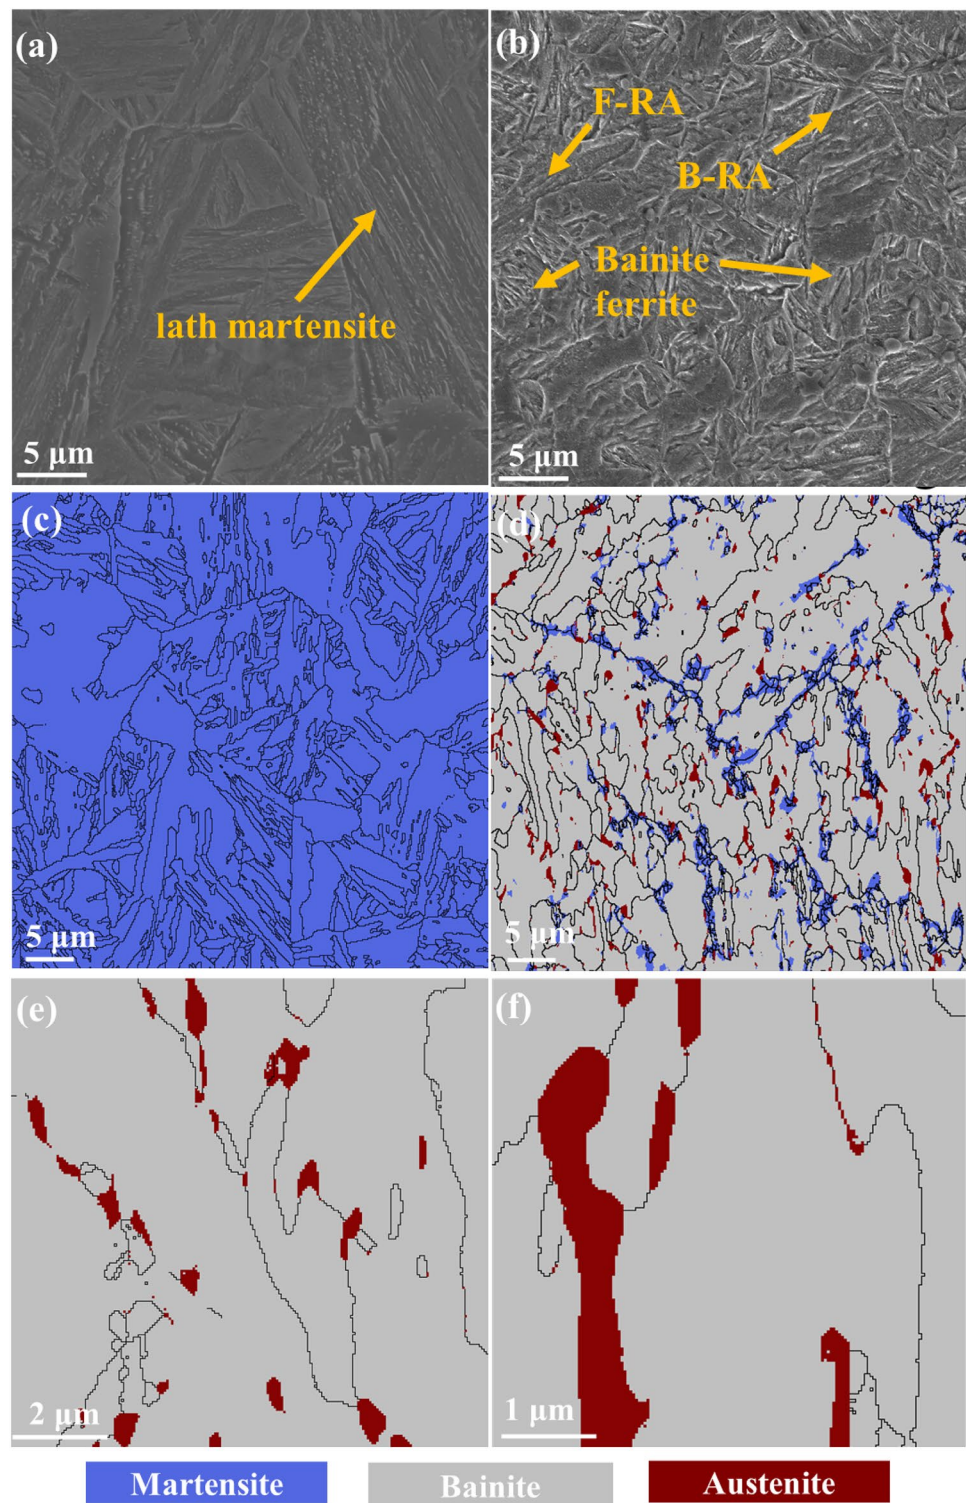 (a)
lath martensite
5 μm
(b)
F-RA
B-RA
Bainite
ferrite
5 μm
(c)
5 μm
(d)
5 μm
(e)
2 μm
(f)
1 μm
Martensite
Bainite
Austenite